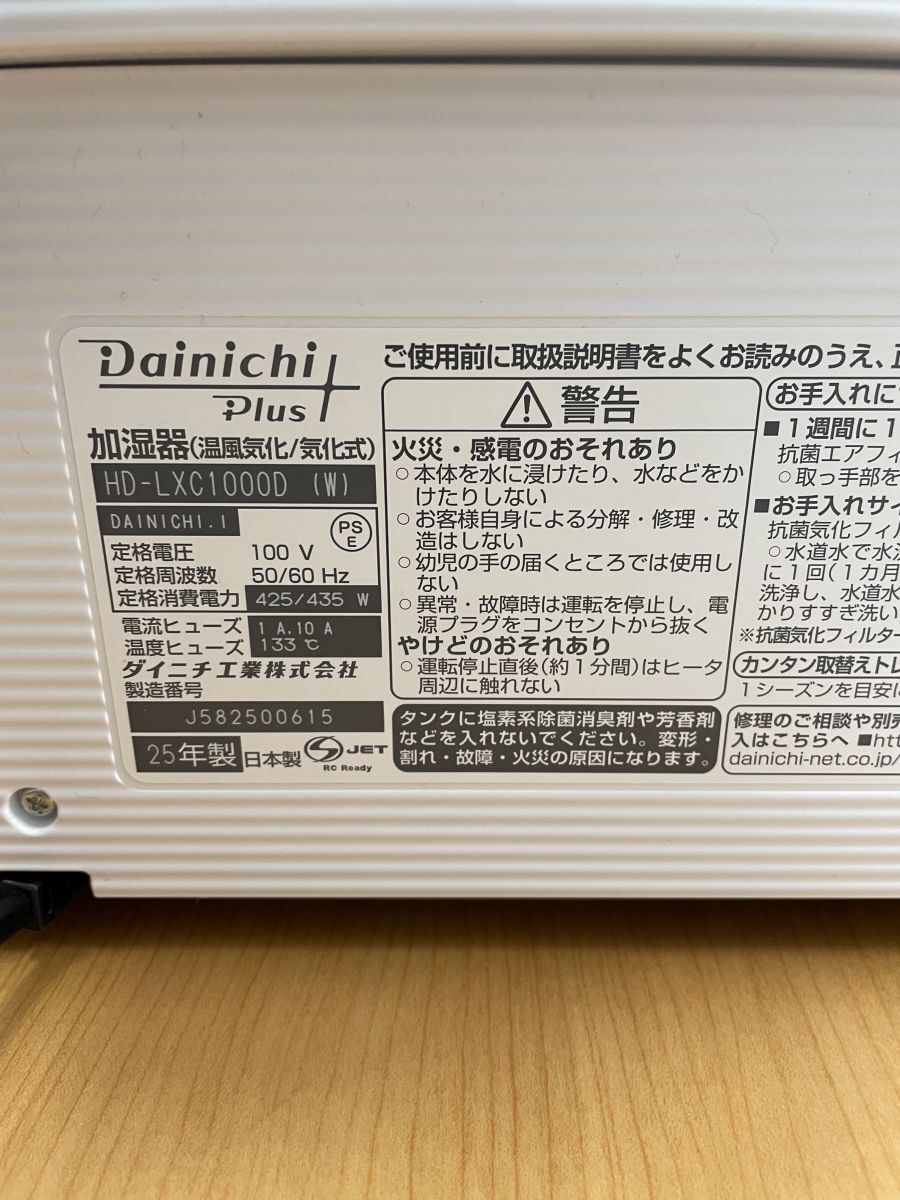 Dainichi
Plus
加湿器(温風気化/気化式)
HD-LXC1000D (W)
DAINICHI.I
PS
E
定格電圧 100 V
定格周波数 50/60 Hz
定格消費電力 425/435 W
電流ヒューズ 1 A,10 A
温度ヒューズ 133℃
ダイニチ工業株式会社
製造番号
J582500615
25年製 日本製 S JET
RC Ready
ご使用前に取扱説明書をよくお読みのうえ、正
警告
火災・感電のおそれあり
○本体を水に浸けたり、水などをか
けたりしない
○お客様自身による分解・修理・改
造はしない
○幼児の手の届くところでは使用し
ない
○異常・故障時は運転を停止し、電
源プラグをコンセントから抜く
やけどのおそれあり
○運転停止直後(約1分間)はヒータ
周辺に触れない
タンクに塩素系除菌消臭剤や芳香剤
などを入れないでください。変形・
割れ・故障・火災の原因になります。
お手入れに
■1週間に1
抗菌エアフィ
○取っ手部を
■お手入れサイ
抗菌気化フィル
○水道水で水洗
に1回(1カ月
洗浄し、水道水
かりすすぎ洗い
※抗菌気化フィルター
カンタン取替えトレ
1シーズンを目安に
修理のご相談や別売
入はこちらへ ■htt
dainichi-net.co.jp/